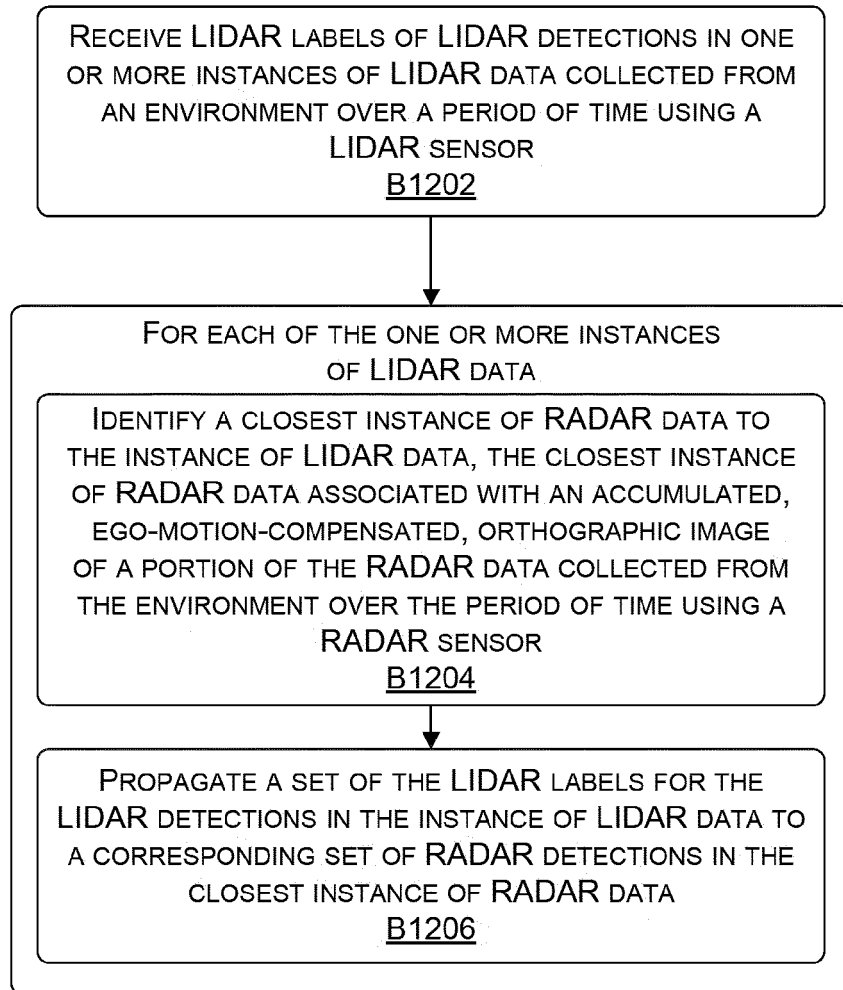 RECEIVE LIDAR LABELS OF LIDAR DETECTIONS IN ONE
OR MORE INSTANCES OF LIDAR DATA COLLECTED FROM
AN ENVIRONMENT OVER A PERIOD OF TIME USING A
LIDAR SENSOR
B1202
FOR EACH OF THE ONE OR MORE INSTANCES
OF LIDAR DATA
IDENTIFY A CLOSEST INSTANCE OF RADAR DATA TO
THE INSTANCE OF LIDAR DATA, THE CLOSEST INSTANCE
OF RADAR DATA ASSOCIATED WITH AN ACCUMULATED,
EGO-MOTION-COMPENSATED, ORTHOGRAPHIC IMAGE
OF A PORTION OF THE RADAR DATA COLLECTED FROM
THE ENVIRONMENT OVER THE PERIOD OF TIME USING A
RADAR SENSOR
B1204
PROPAGATE A SET OF THE LIDAR LABELS FOR THE
LIDAR DETECTIONS IN THE INSTANCE OF LIDAR DATA TO
A CORRESPONDING SET OF RADAR DETECTIONS IN THE
CLOSEST INSTANCE OF RADAR DATA
B1206